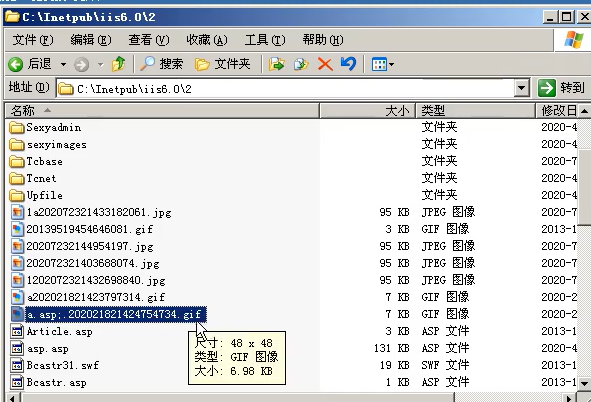 C:\Inetpub\iis6.0\2
文件(F) 编辑(E) 查看(V) 收藏(A) 工具(T) 帮助(H)
后退 搜索 文件夹
地址(D) C:\Inetpub\iis6.0\2 转到
名称 大小 类型 修改日
Sexyadmin 文件夹 2020-4
sexyimages 文件夹 2020-4
Tcbase 文件夹 2020-7
Tcnet 文件夹 2020-4
Upfile 文件夹 2020-4
1a202072321433182061.jpg 95 KB JPEG 图像 2020-7
20139519454646081.gif 3 KB GIF 图像 2013-1
20207232144954197.jpg 95 KB JPEG 图像 2020-7
2020723214036880​74.jpg 95 KB JPEG 图像 2020-7
1202072321432698840.jpg 95 KB JPEG 图像 2020-7
a202021821423797314.gif 7 KB GIF 图像 2020-2
a.asp;.202021821424754734.gif 7 KB GIF 图像 2020-2
Article.asp 3 KB ASP 文件 2013-1
asp.asp 131 KB ASP 文件 2020-4
Bcastr31.swf 19 KB SWF 文件 2013-1
Bcastr.asp 1 KB ASP 文件 2013-1
尺寸: 48 x 48
类型: GIF 图像
大小: 6.98 KB